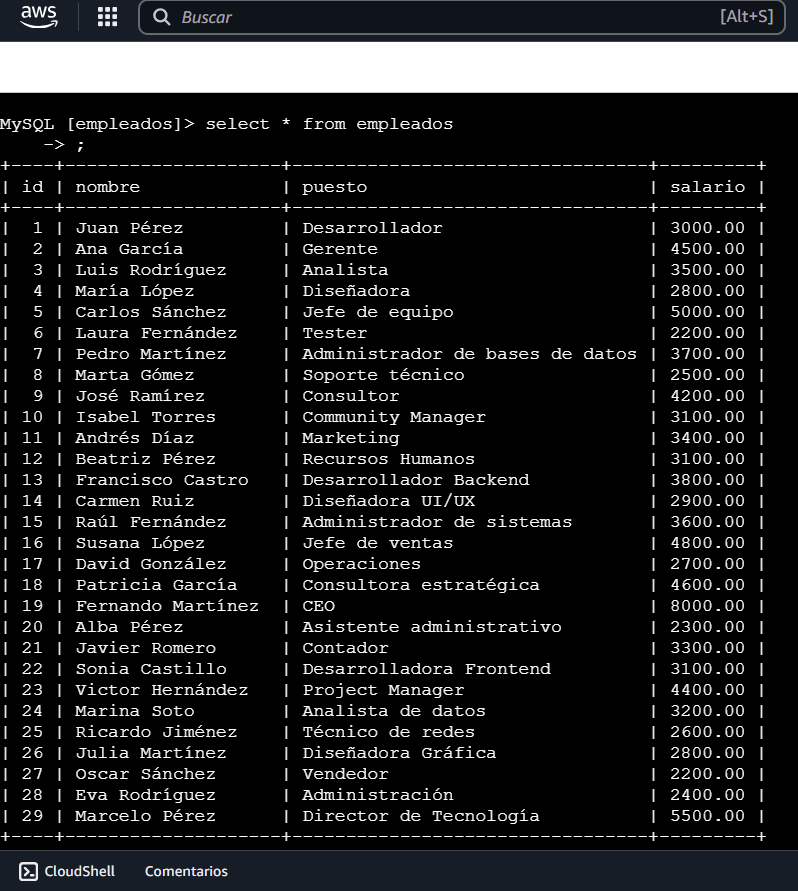 aws Buscar [Alt+S]
MySQL [empleados]> select * from empleados
    -> ;
+----+--------------------+----------------------------------+---------+
| id | nombre             | puesto                           | salario |
+----+--------------------+----------------------------------+---------+
|  1 | Juan Pérez         | Desarrollador                    | 3000.00 |
|  2 | Ana García         | Gerente                          | 4500.00 |
|  3 | Luis Rodríguez     | Analista                         | 3500.00 |
|  4 | María López        | Diseñadora                       | 2800.00 |
|  5 | Carlos Sánchez     | Jefe de equipo                   | 5000.00 |
|  6 | Laura Fernández    | Tester                           | 2200.00 |
|  7 | Pedro Martínez     | Administrador de bases de datos  | 3700.00 |
|  8 | Marta Gómez        | Soporte técnico                  | 2500.00 |
|  9 | José Ramírez       | Consultor                        | 4200.00 |
| 10 | Isabel Torres      | Community Manager                | 3100.00 |
| 11 | Andrés Díaz        | Marketing                        | 3400.00 |
| 12 | Beatriz Pérez      | Recursos Humanos                 | 3100.00 |
| 13 | Francisco Castro   | Desarrollador Backend            | 3800.00 |
| 14 | Carmen Ruiz        | Diseñadora UI/UX                 | 2900.00 |
| 15 | Raúl Fernández     | Administrador de sistemas        | 3600.00 |
| 16 | Susana López       | Jefe de ventas                   | 4800.00 |
| 17 | David González     | Operaciones                      | 2700.00 |
| 18 | Patricia García    | Consultora estratégica           | 4600.00 |
| 19 | Fernando Martínez  | CEO                              | 8000.00 |
| 20 | Alba Pérez         | Asistente administrativo         | 2300.00 |
| 21 | Javier Romero      | Contador                         | 3300.00 |
| 22 | Sonia Castillo     | Desarrolladora Frontend          | 3100.00 |
| 23 | Victor Hernández   | Project Manager                  | 4400.00 |
| 24 | Marina Soto        | Analista de datos                | 3200.00 |
| 25 | Ricardo Jiménez    | Técnico de redes                 | 2600.00 |
| 26 | Julia Martínez     | Diseñadora Gráfica               | 2800.00 |
| 27 | Oscar Sánchez      | Vendedor                         | 2200.00 |
| 28 | Eva Rodríguez      | Administración                   | 2400.00 |
| 29 | Marcelo Pérez      | Director de Tecnología           | 5500.00 |
+----+--------------------+----------------------------------+---------+
CloudShell Comentarios